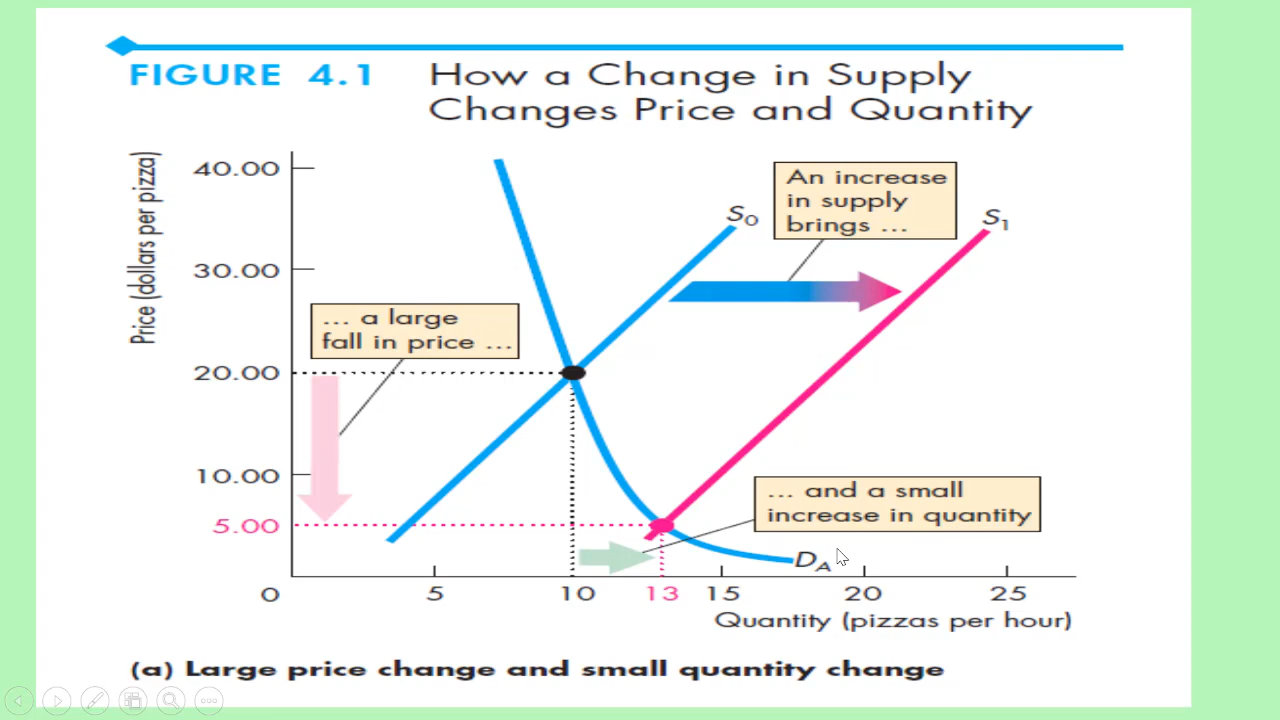 FIGURE 4.1
How a Change in Supply
Changes Price and Quantity
Price (dollars per pizza)
40.00
30.00
20.00
10.00
5.00
0
5
10
13
15
20
25
Quantity (pizzas per hour)
An increase
in supply
brings ...
S0
S1
... a large
fall in price ...
... and a small
increase in quantity
DA
(a) Large price change and small quantity change